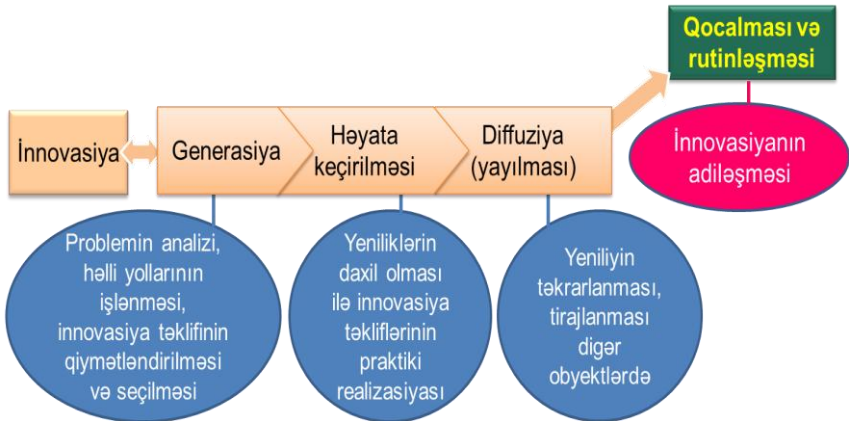 Qocalması və
rutinləşməsi
İnnovasiya
Generasiya
Həyata
keçirilməsi
Diffuziya
(yayılması)
İnnovasiyanın
adiləşməsi
Problemin analizi,
həlli yollarının
işlənməsi,
innovasiya təklifinin
qiymətləndirilməsi
və seçilməsi
Yeniliklərin
daxil olması
ilə innovasiya
təkliflərinin
praktiki
realizasiyası
Yeniliyin
təkrarlanması,
tirajlanması
digər
obyektlərdə